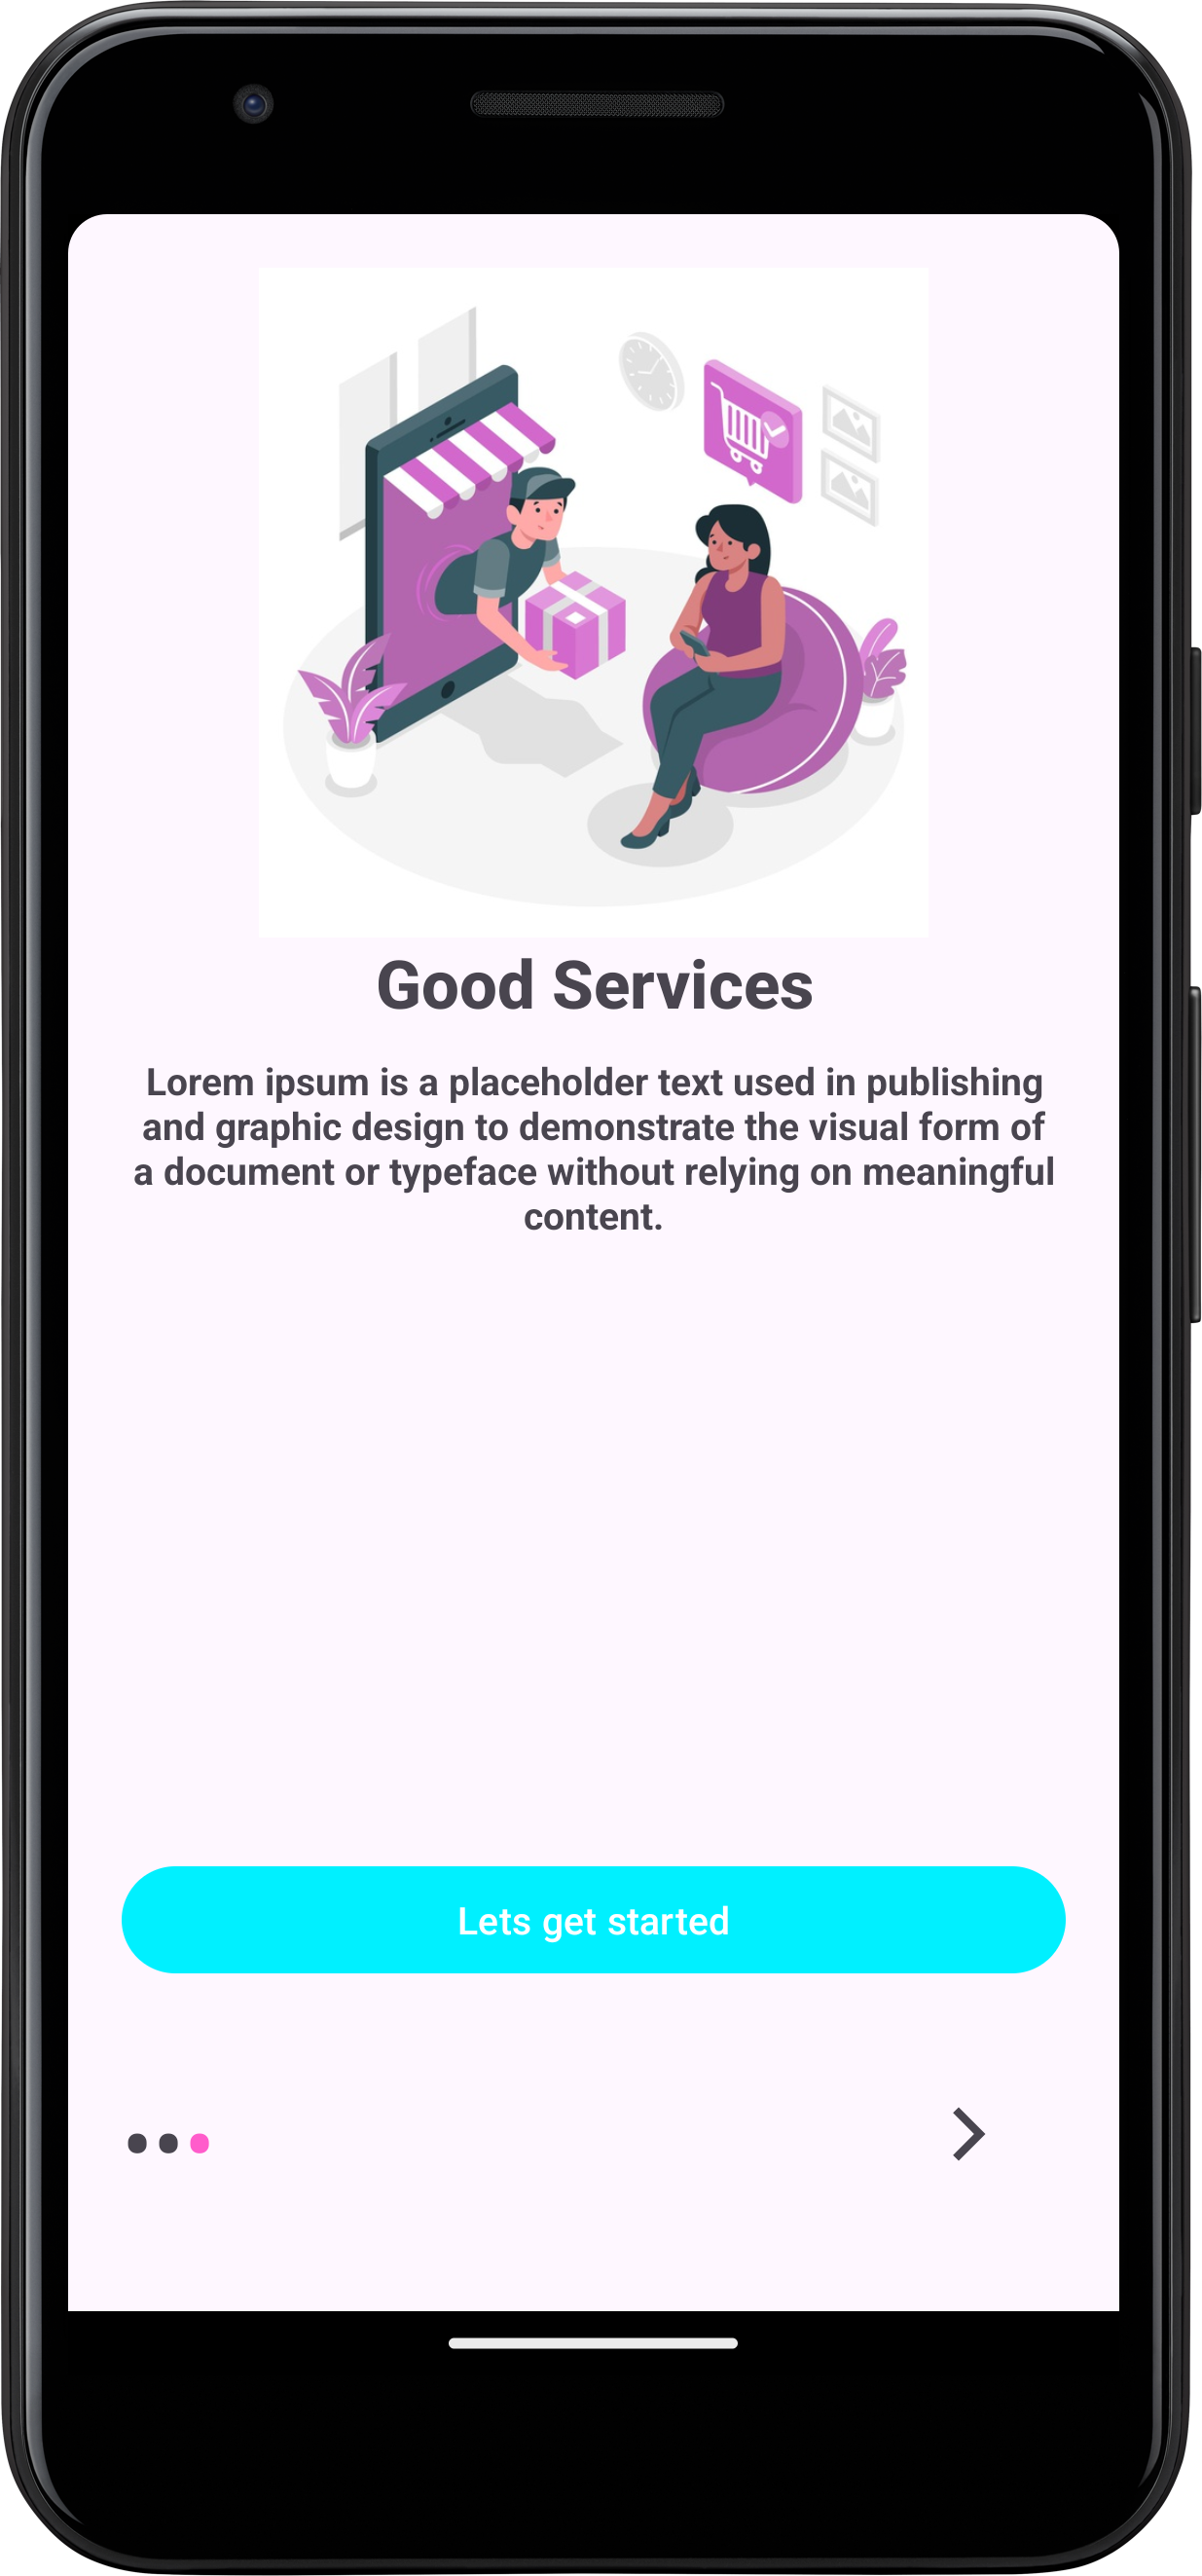 Good Services
Lorem ipsum is a placeholder text used in publishing
and graphic design to demonstrate the visual form of
a document or typeface without relying on meaningful
content.
Lets get started